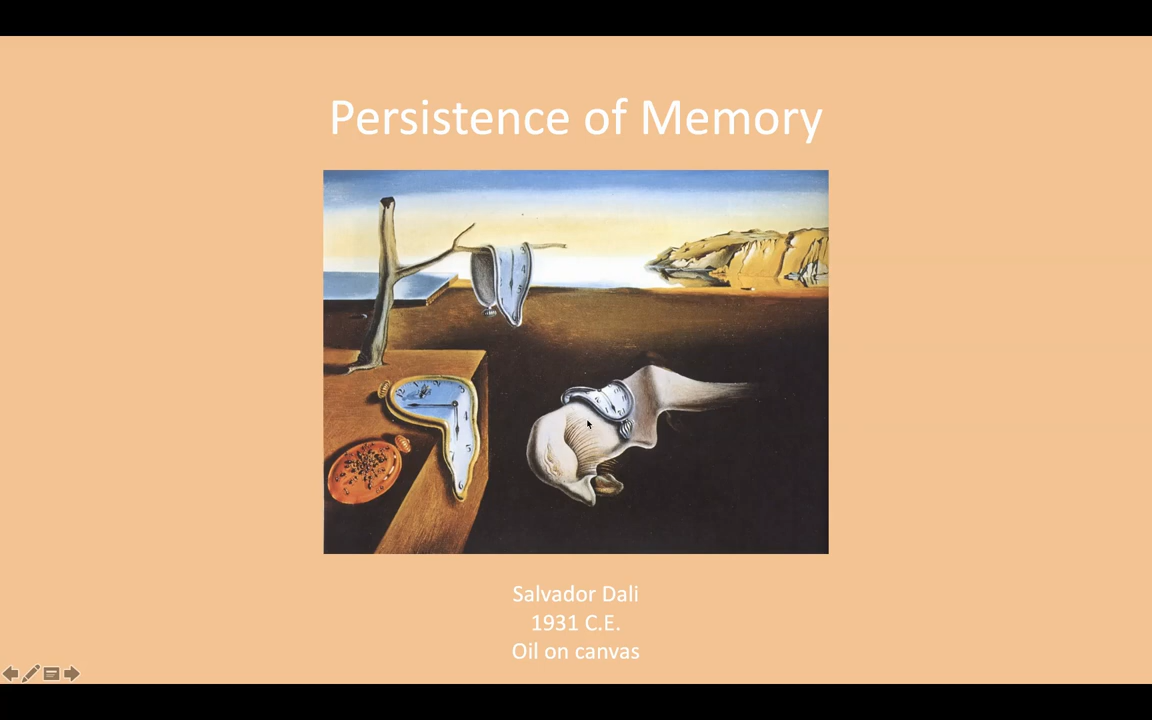 Persistence of Memory
Salvador Dali
1931 C.E.
Oil on canvas